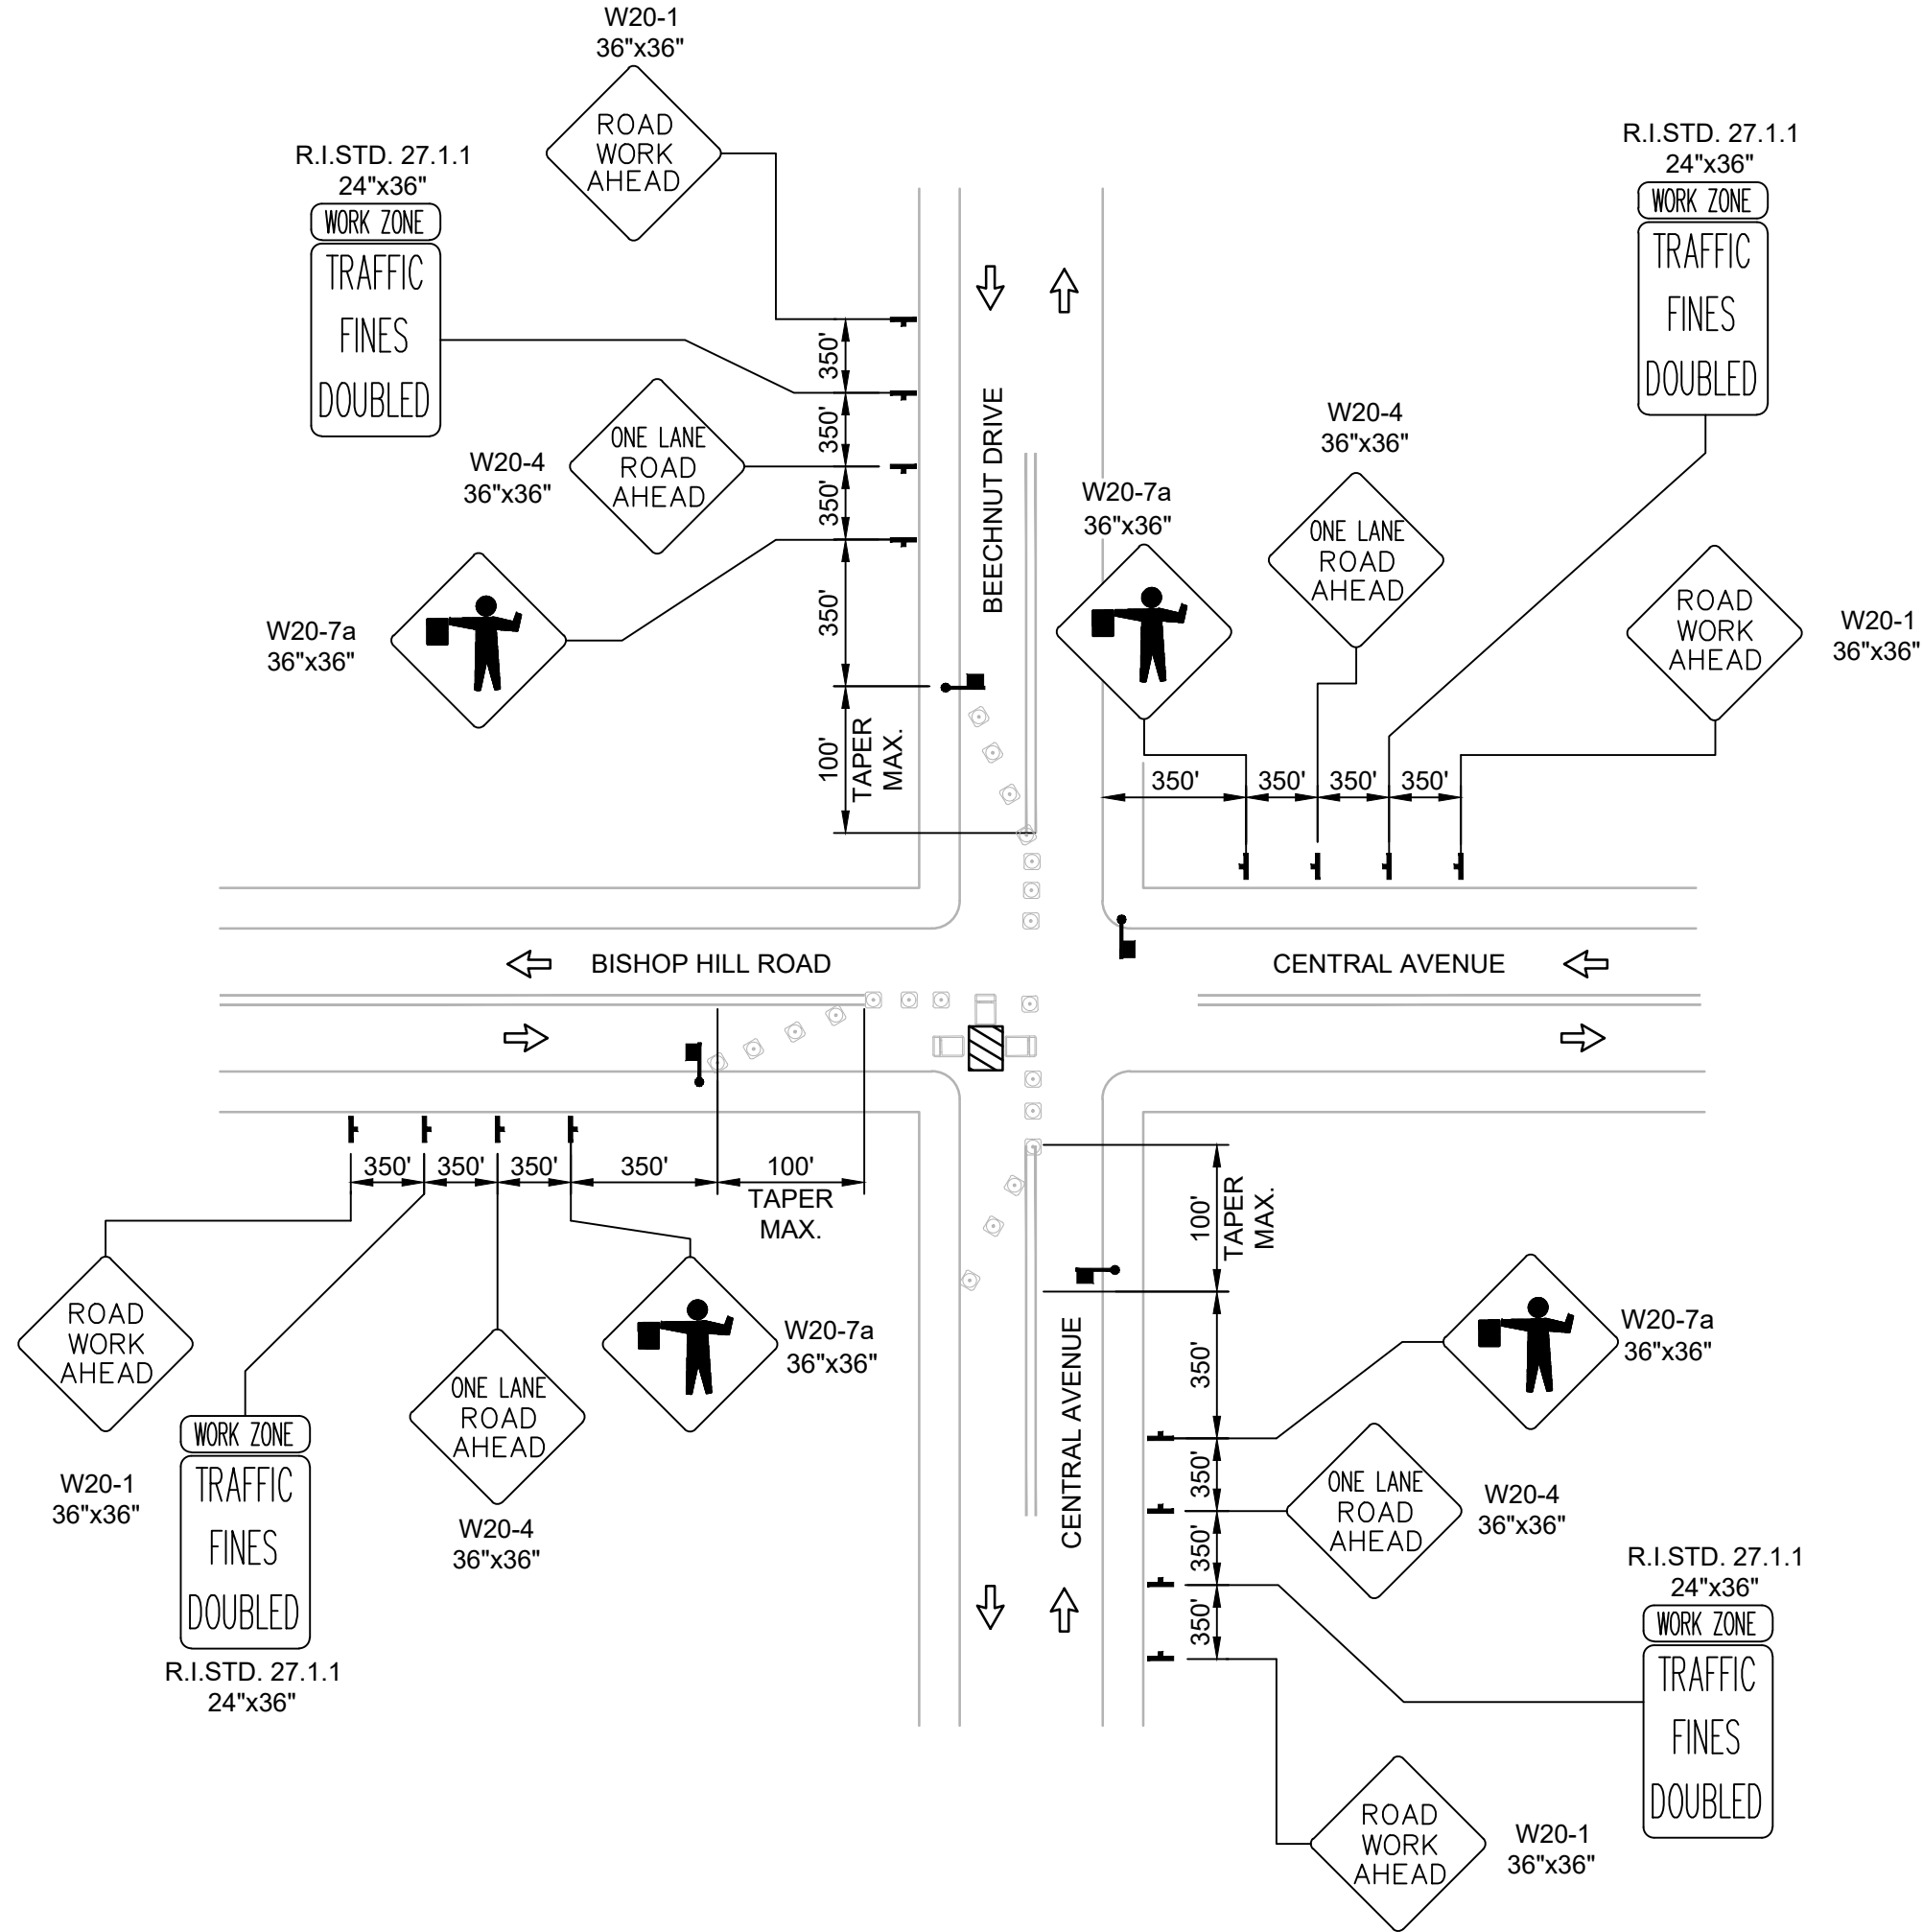 W20-1
36"x36"
ROAD
WORK
AHEAD
R.I.STD. 27.1.1
24"x36"
WORK ZONE
TRAFFIC
FINES
DOUBLED
W20-4
36"x36"
ONE LANE
ROAD
AHEAD
W20-7a
36"x36"
350'
350'
350'
350'
100'
TAPER
MAX.
BEECHNUT DRIVE
R.I.STD. 27.1.1
24"x36"
WORK ZONE
TRAFFIC
FINES
DOUBLED
W20-4
36"x36"
ONE LANE
ROAD
AHEAD
W20-7a
36"x36"
ROAD
WORK
AHEAD
W20-1
36"x36"
350'
350'
350'
350'
BISHOP HILL ROAD
CENTRAL AVENUE
350'
350'
350'
350'
100'
TAPER
MAX.
ROAD
WORK
AHEAD
W20-1
36"x36"
WORK ZONE
TRAFFIC
FINES
DOUBLED
R.I.STD. 27.1.1
24"x36"
ONE LANE
ROAD
AHEAD
W20-4
36"x36"
W20-7a
36"x36"
100'
TAPER
MAX.
CENTRAL AVENUE
350'
350'
350'
350'
W20-7a
36"x36"
ONE LANE
ROAD
AHEAD
W20-4
36"x36"
R.I.STD. 27.1.1
24"x36"
WORK ZONE
TRAFFIC
FINES
DOUBLED
ROAD
WORK
AHEAD
W20-1
36"x36"